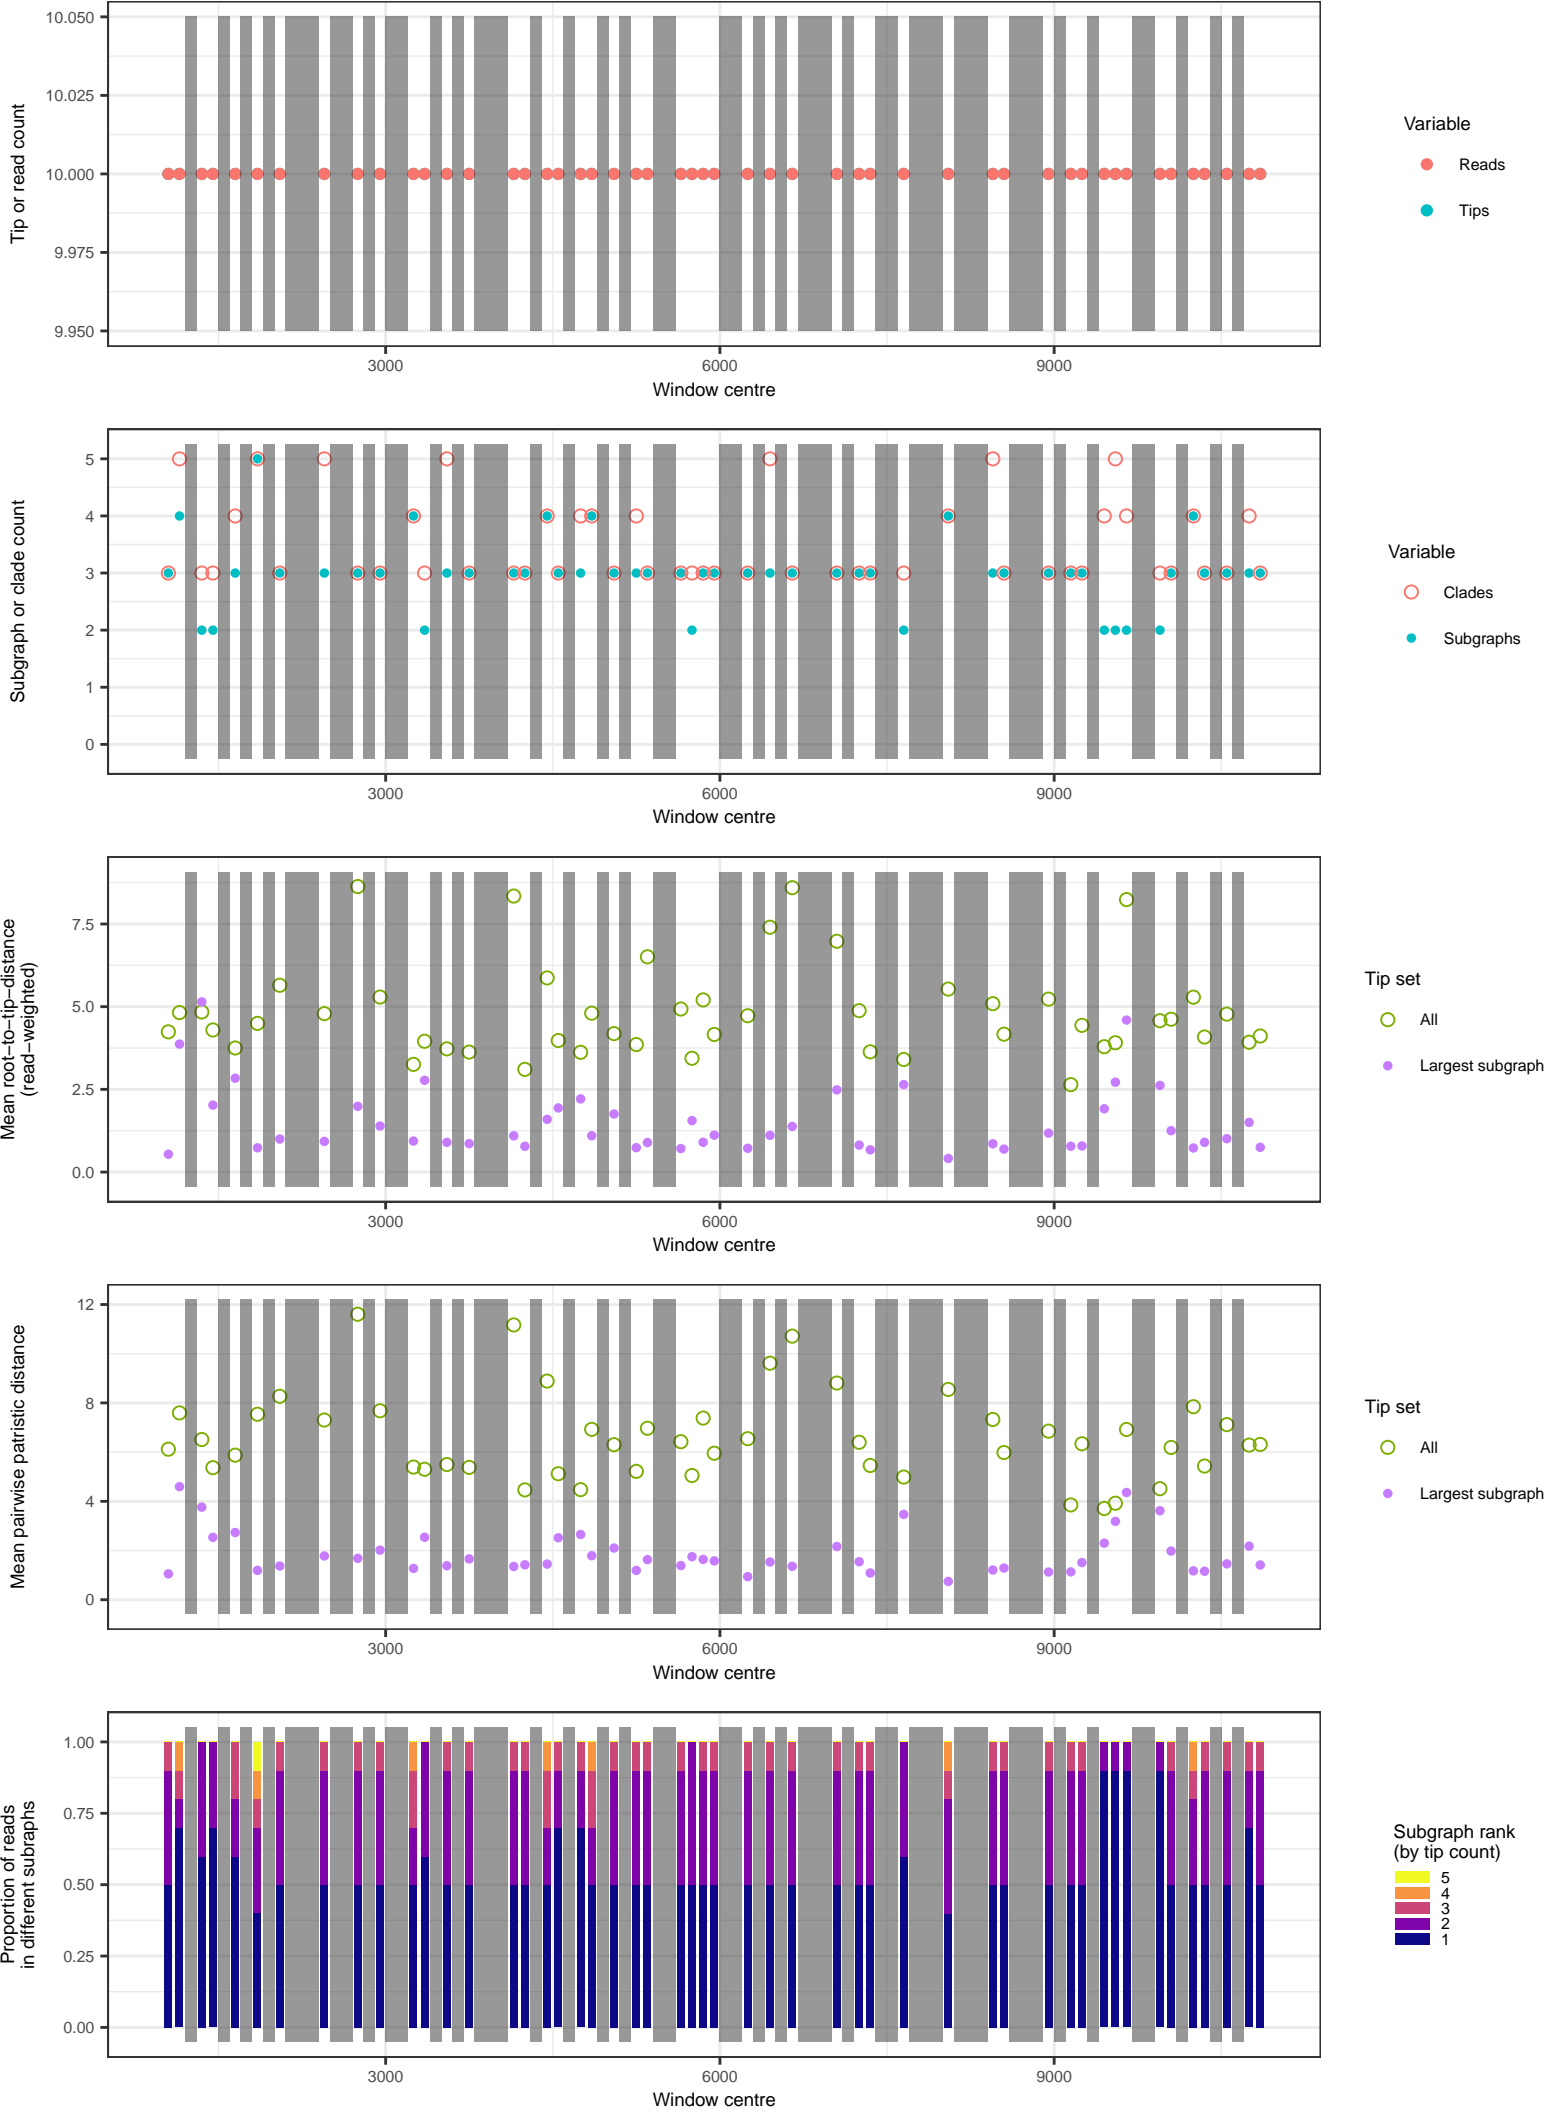 10.050
10.025
10.000
9.975
9.950
Tip or read count
3000 6000 9000
Window centre
Variable
Reads
Tips
5
4
3
2
1
0
Subgraph or clade count
3000 6000 9000
Window centre
Variable
Clades
Subgraphs
7.5
5.0
2.5
0.0
Mean root−to−tip−distance
(read−weighted)
3000 6000 9000
Window centre
Tip set
All
Largest subgraph
12
8
4
0
Mean pairwise patristic distance
3000 6000 9000
Window centre
Tip set
All
Largest subgraph
1.00
0.75
0.50
0.25
0.00
Proportion of reads
in different subraphs
3000 6000 9000
Window centre
Subgraph rank
(by tip count)
5
4
3
2
1